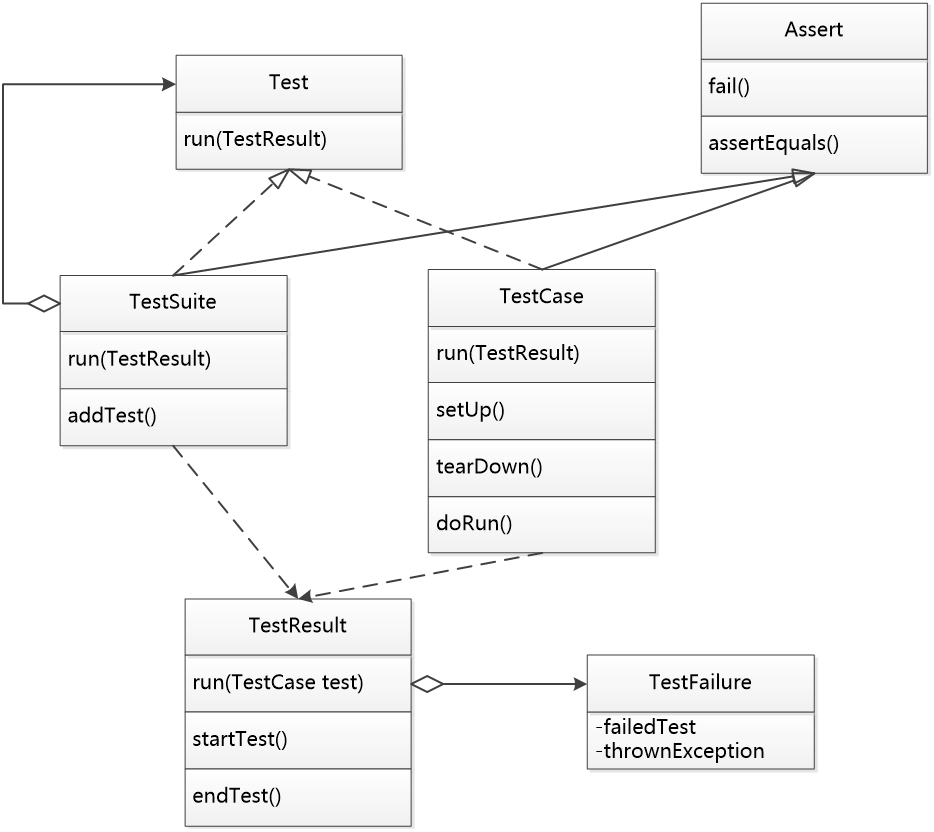 Assert
fail()
assertEquals()
Test
run(TestResult)
TestSuite
run(TestResult)
addTest()
TestCase
run(TestResult)
setUp()
tearDown()
doRun()
TestResult
run(TestCase test)
startTest()
endTest()
TestFailure
-failedTest
-thrownException